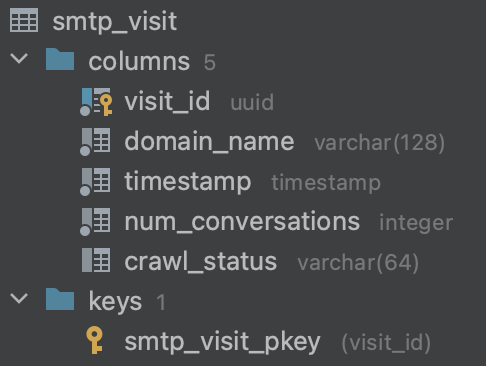 smtp_visit
columns 5
visit_id uuid
domain_name varchar(128)
timestamp timestamp
num_conversations integer
crawl_status varchar(64)
keys 1
smtp_visit_pkey (visit_id)